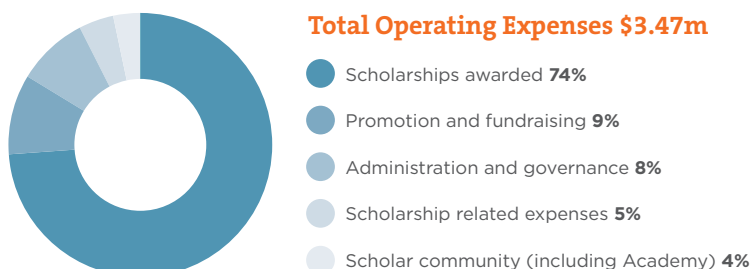 Total Operating Expenses $3.47m
Scholarships awarded 74%
Promotion and fundraising 9%
Administration and governance 8%
Scholarship related expenses 5%
Scholar community (including Academy) 4%